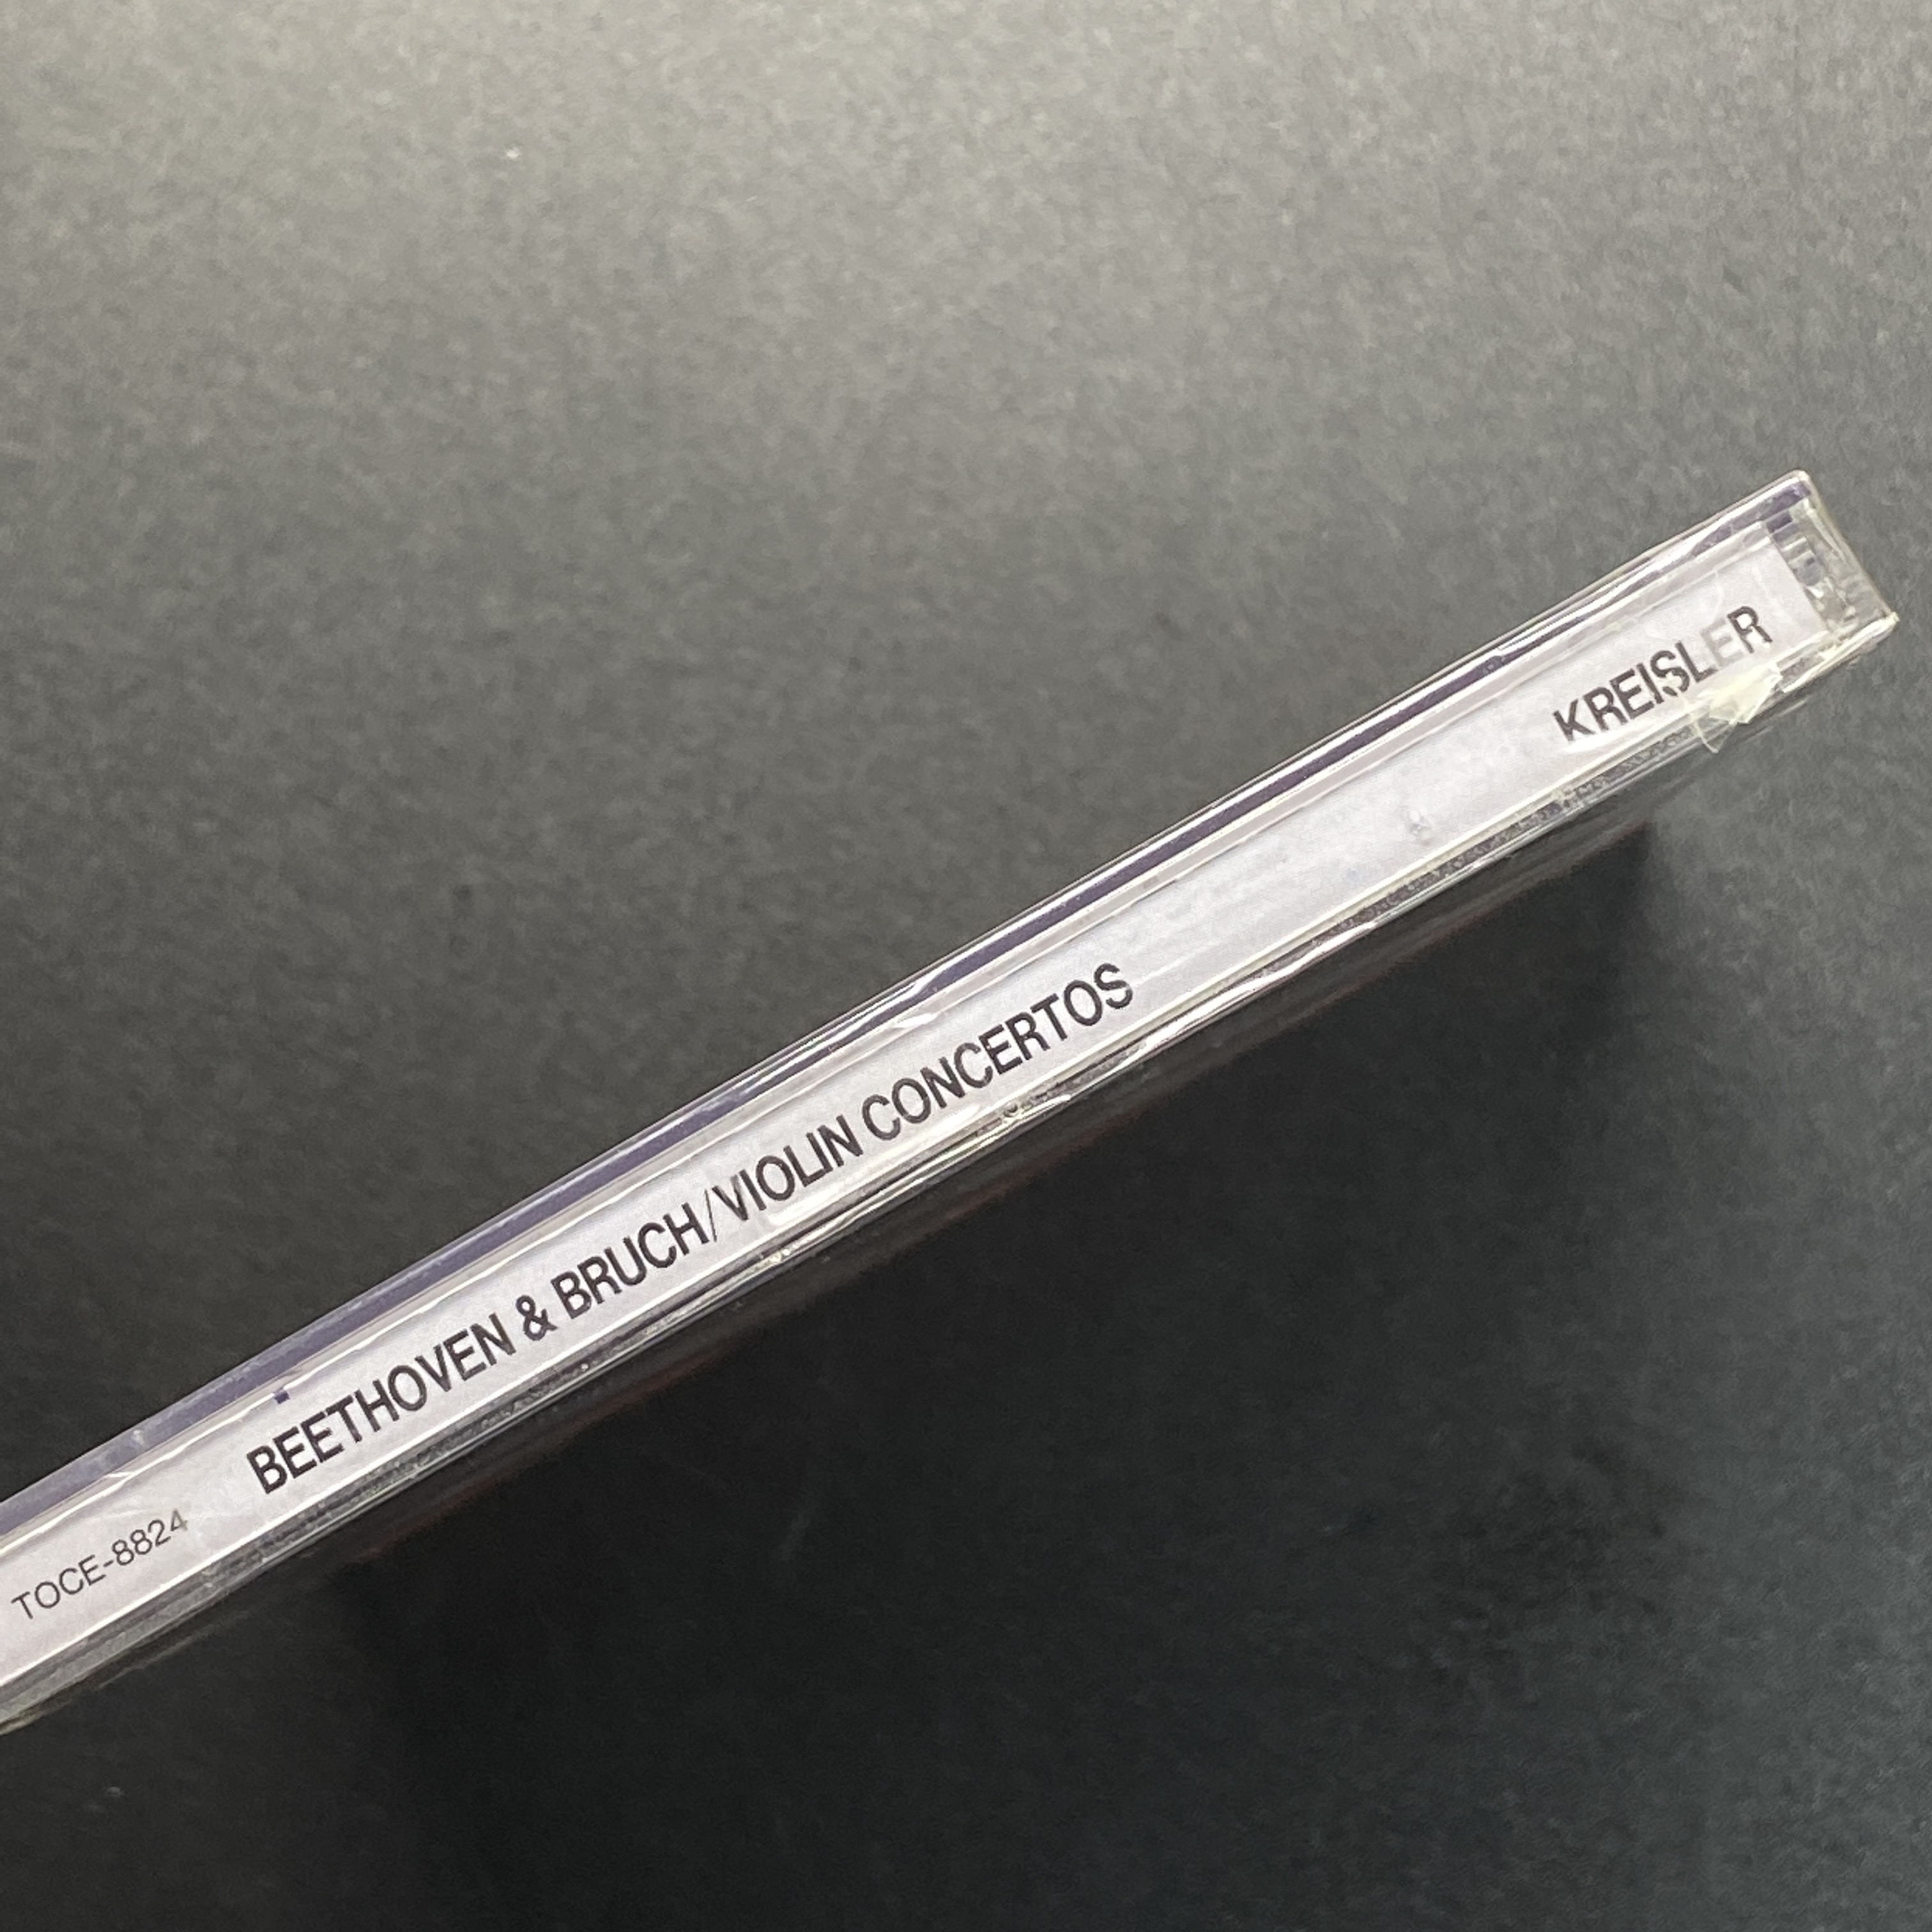 TOCE-8824 BEETHOVEN & BRUCH/VIOLIN CONCERTOS KREISLER